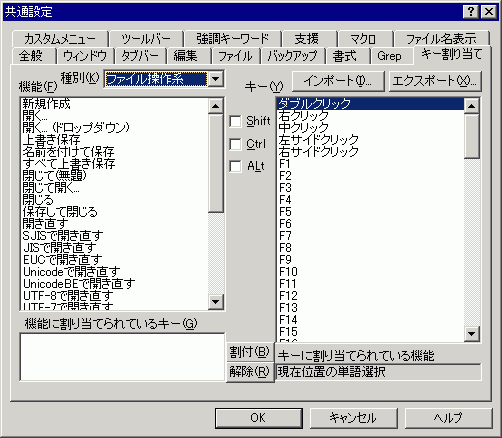 共通設定
カスタムメニュー ツールバー 強調キーワード 支援 マクロ ファイル名表示
全般 ウィンドウ タブバー 編集 ファイル バックアップ 書式 Grep キー割り当て
種別(K) ファイル操作系 キー(Y) インポート(I)... エクスポート(X)...
機能(F)
新規作成
開く...
開く...(ドロップダウン)
上書き保存
名前を付けて保存
すべて上書き保存
閉じて(無題)
閉じて開く...
閉じる
保存して閉じる
開き直す
SJISで開き直す
JISで開き直す
EUCで開き直す
Unicodeで開き直す
UnicodeBEで開き直す
UTF-8で開き直す
UTF-7で開き直す
Shift
Ctrl
ALt
ダブルクリック
右クリック
中クリック
左サイドクリック
右サイドクリック
F1
F2
F3
F4
F5
F6
F7
F8
F9
F10
F11
F12
F13
F14
F15
F16
機能に割り当てられているキー(G)
割付(B) キーに割り当てられている機能
解除(R) 現在位置の単語選択
OK キャンセル ヘルプ